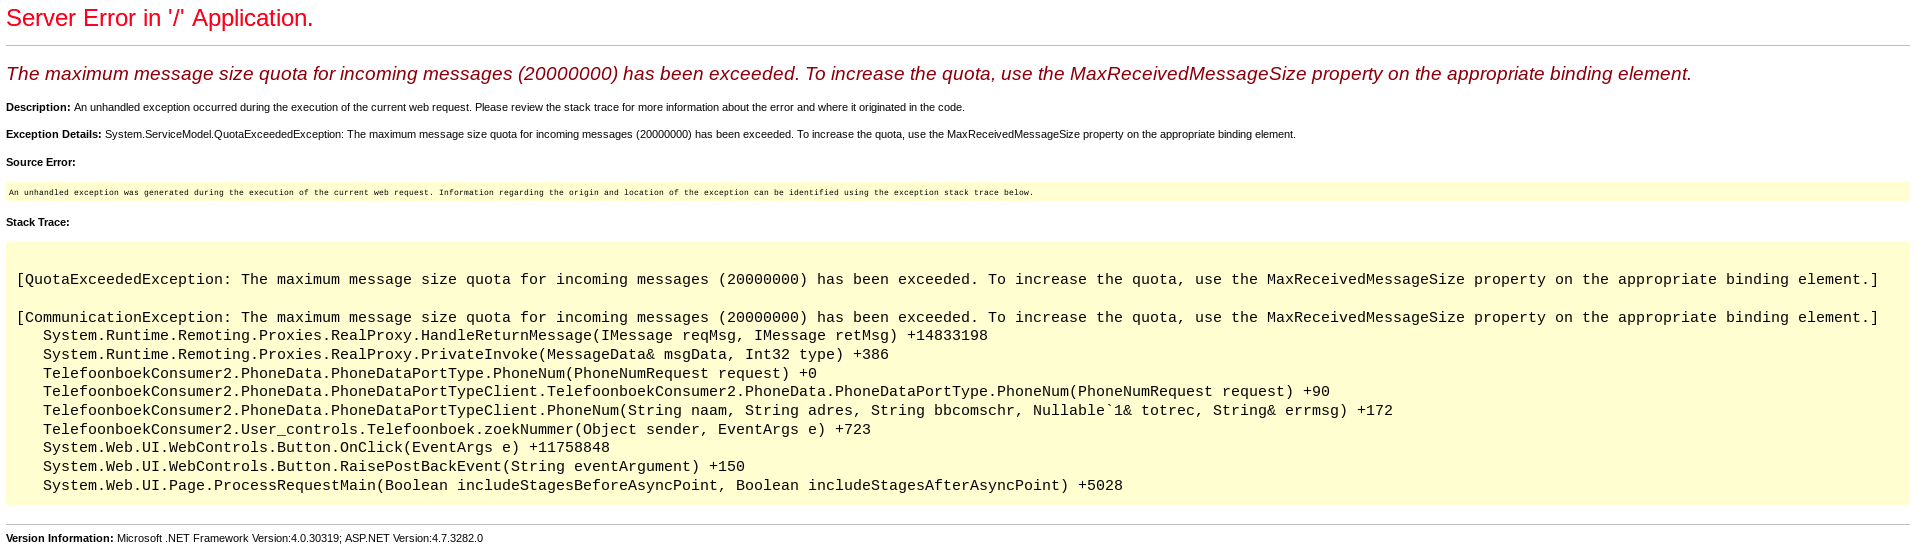 Server Error in '/' Application.
The maximum message size quota for incoming messages (20000000) has been exceeded. To increase the quota, use the MaxReceivedMessageSize property on the appropriate binding element.
Description: An unhandled exception occurred during the execution of the current web request. Please review the stack trace for more information about the error and where it originated in the code.
Exception Details: System.ServiceModel.QuotaExceededException: The maximum message size quota for incoming messages (20000000) has been exceeded. To increase the quota, use the MaxReceivedMessageSize property on the appropriate binding element.
Source Error:
An unhandled exception was generated during the execution of the current web request. Information regarding the origin and location of the exception can be identified using the exception stack trace below.
Stack Trace:
[QuotaExceededException: The maximum message size quota for incoming messages (20000000) has been exceeded. To increase the quota, use the MaxReceivedMessageSize property on the appropriate binding element.]
[CommunicationException: The maximum message size quota for incoming messages (20000000) has been exceeded. To increase the quota, use the MaxReceivedMessageSize property on the appropriate binding element.]
System.Runtime.Remoting.Proxies.RealProxy.HandleReturnMessage(IMessage reqMsg, IMessage retMsg) +14833198
System.Runtime.Remoting.Proxies.RealProxy.PrivateInvoke(MessageData& msgData, Int32 type) +386
TelefoonboekConsumer2.PhoneData.PhoneDataPortType.PhoneNum(PhoneNumRequest request) +0
TelefoonboekConsumer2.PhoneData.PhoneDataPortTypeClient.TelefoonboekConsumer2.PhoneData.PhoneDataPortType.PhoneNum(PhoneNumRequest request) +90
TelefoonboekConsumer2.PhoneData.PhoneDataPortTypeClient.PhoneNum(String naam, String adres, String bbcomschr, Nullable`1& totrec, String& errmsg) +172
TelefoonboekConsumer2.User_controls.Telefoonboek.zoekNummer(Object sender, EventArgs e) +723
System.Web.UI.WebControls.Button.OnClick(EventArgs e) +11758848
System.Web.UI.WebControls.Button.RaisePostBackEvent(String eventArgument) +150
System.Web.UI.Page.ProcessRequestMain(Boolean includeStagesBeforeAsyncPoint, Boolean includeStagesAfterAsyncPoint) +5028
Version Information: Microsoft .NET Framework Version:4.0.30319; ASP.NET Version:4.7.3282.0